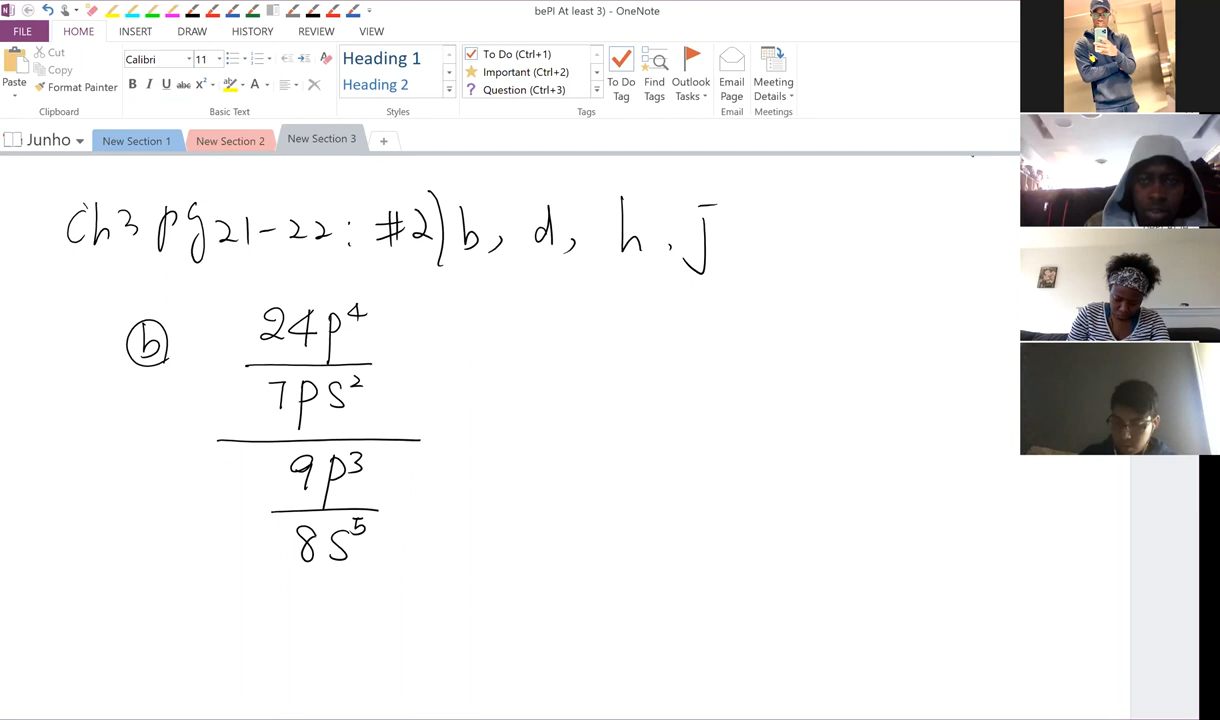 bePI At least 3) - OneNote
FILE HOME INSERT DRAW HISTORY REVIEW VIEW
Paste Cut Copy Format Painter
Clipboard
Calibri 11
B I U abc X² A
Basic Text
Heading 1
Heading 2
Styles
To Do (Ctrl+1)
Important (Ctrl+2)
? Question (Ctrl+3)
To Do Tag
Find Tags
Outlook Tasks
Tags
Email Page
Email
Meeting Details
Meetings
Junho New Section 1 New Section 2 New Section 3 +
Ch3 pg 21-22: #2) b, d, h, j
b
24p⁴
7ps²
9p³
8s⁵